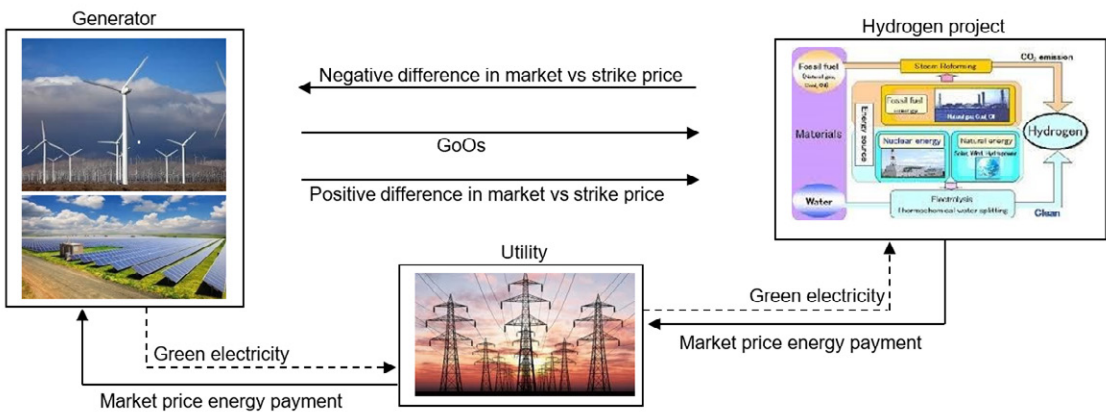 Generator
Hydrogen project
Negative difference in market vs strike price
GoOs
Positive difference in market vs strike price
Fossil fuel
Steam Reforming
CO₂ emission
Fossil fuel
Materials
Energy source
Hydrogen
Nuclear energy
Natural energy
Water
Electrolysis
Thermochemical water splitting
Clean
Utility
Green electricity
Market price energy payment
Green electricity
Market price energy payment